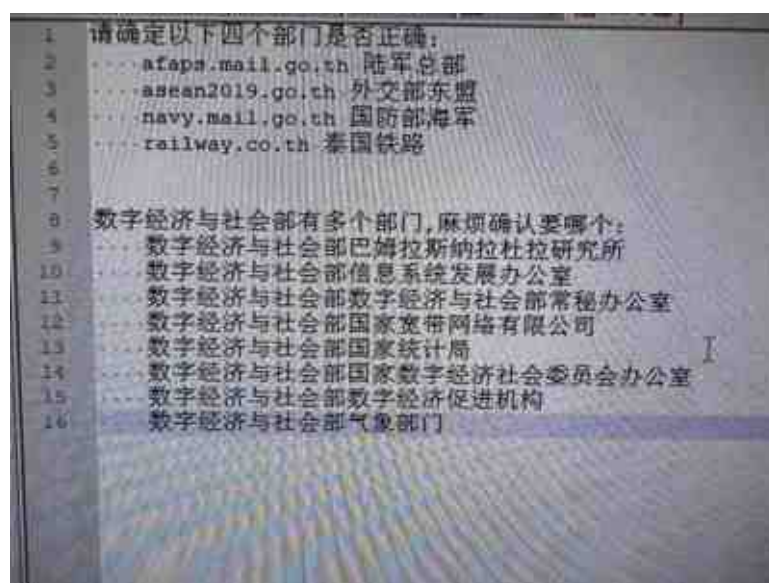 请确定以下四个部门是否正确:
afaps.mail.go.th 陆军总部
asean2019.go.th 外交部东盟
navy.mail.go.th 国防部海军
railway.co.th 泰国铁路
数字经济与社会部有多个部门,麻烦确认要哪个:
数字经济与社会部巴姆拉斯纳拉杜拉研究所
数字经济与社会部信息系统发展办公室
数字经济与社会部数字经济与社会部常秘办公室
数字经济与社会部国家宽带网络有限公司
数字经济与社会部国家统计局
数字经济与社会部国家数字经济社会委员会办公室
数字经济与社会部数字经济促进机构
数字经济与社会部气象部门